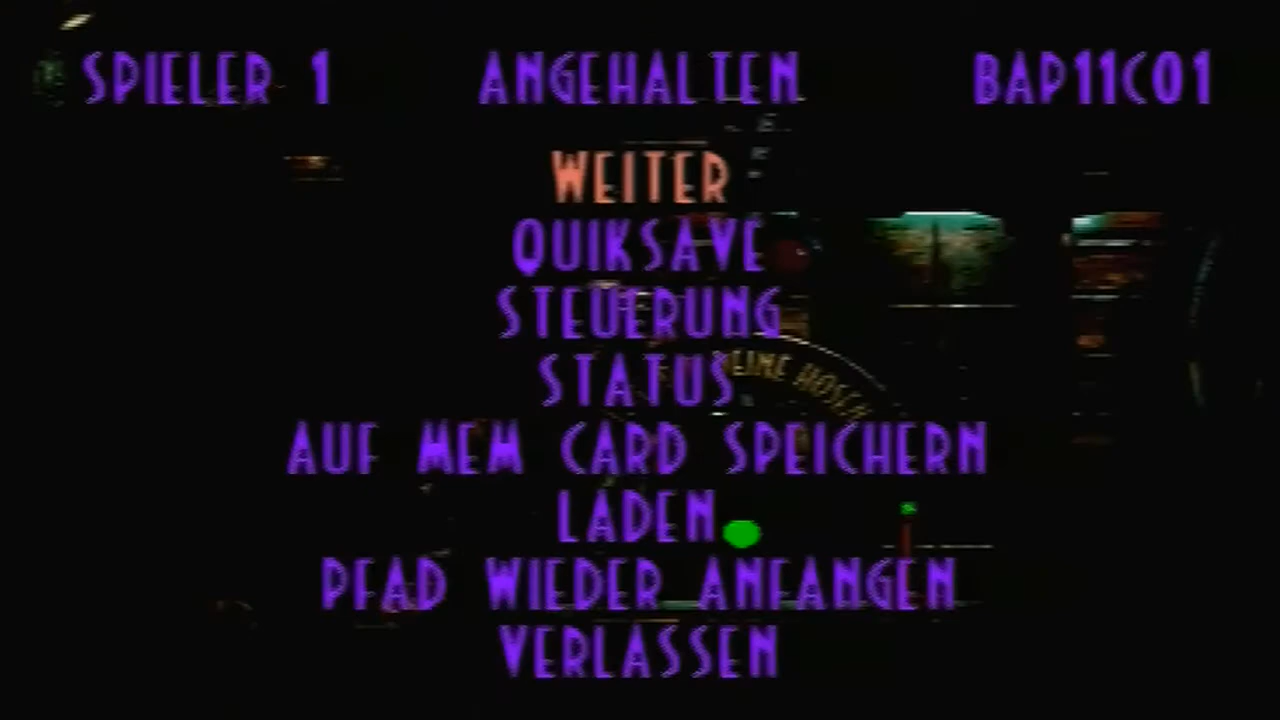 SPIELER 1 ANGEHALTEN BAP11C01
WEITER
QUIKSAVE
STEUERUNG
STATUS
AUF MEM CARD SPEICHERN
LADEN
PFAD WIEDER ANFANGEN
VERLASSEN